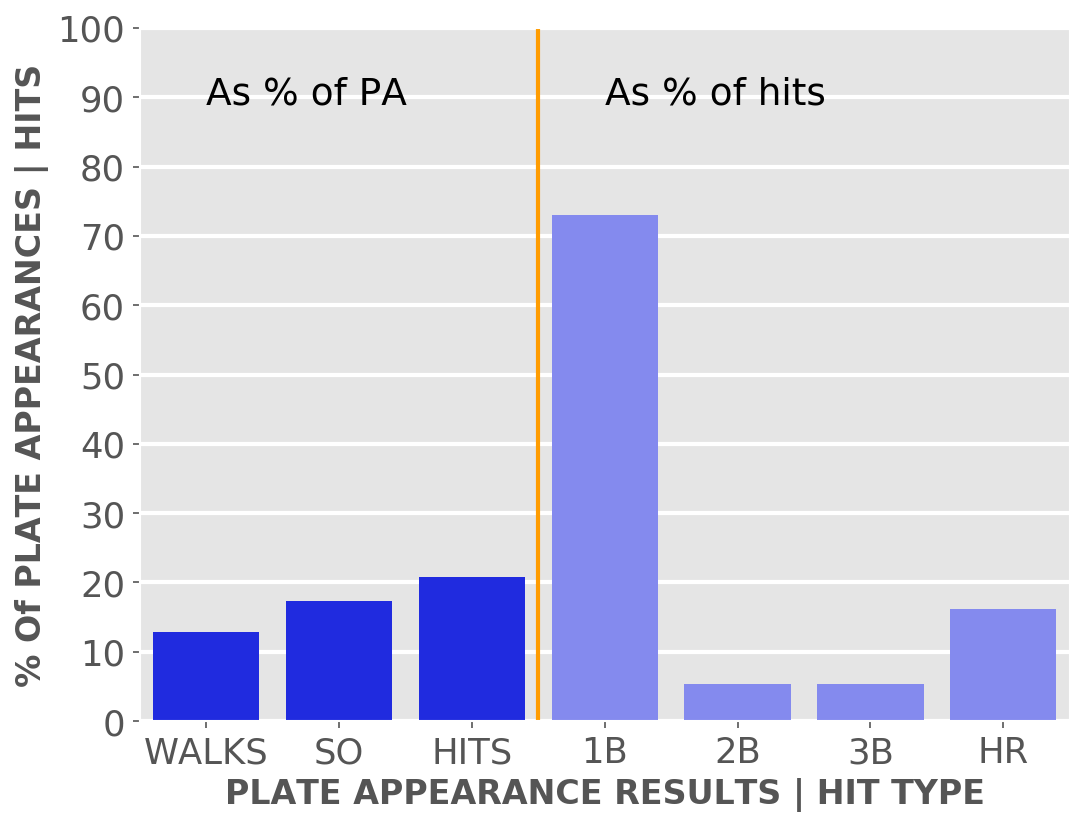 100
90
80
70
60
50
40
30
20
10
0
% Of PLATE APPEARANCES | HITS
As % of PA
As % of hits
WALKS SO HITS 1B 2B 3B HR
PLATE APPEARANCE RESULTS | HIT TYPE